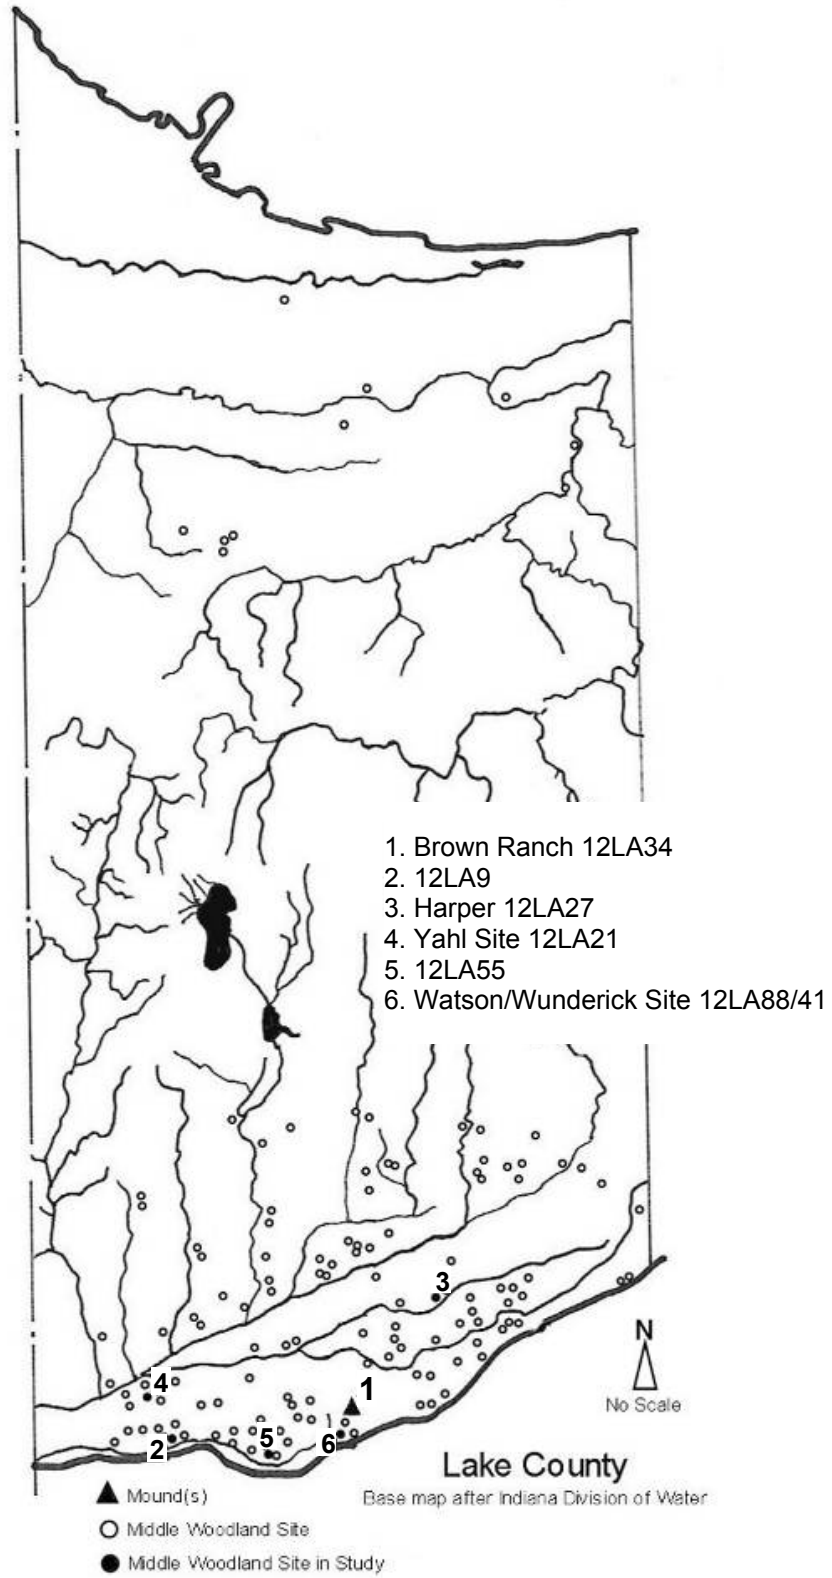 1. Brown Ranch 12LA34
2. 12LA9
3. Harper 12LA27
4. Yahl Site 12LA21
5. 12LA55
6. Watson/Wunderick Site 12LA88/41
3
N
No Scale
4
1
2
5
6
Lake County
Base map after Indiana Division of Water
Mound(s)
Middle Woodland Site
Middle Woodland Site in Study